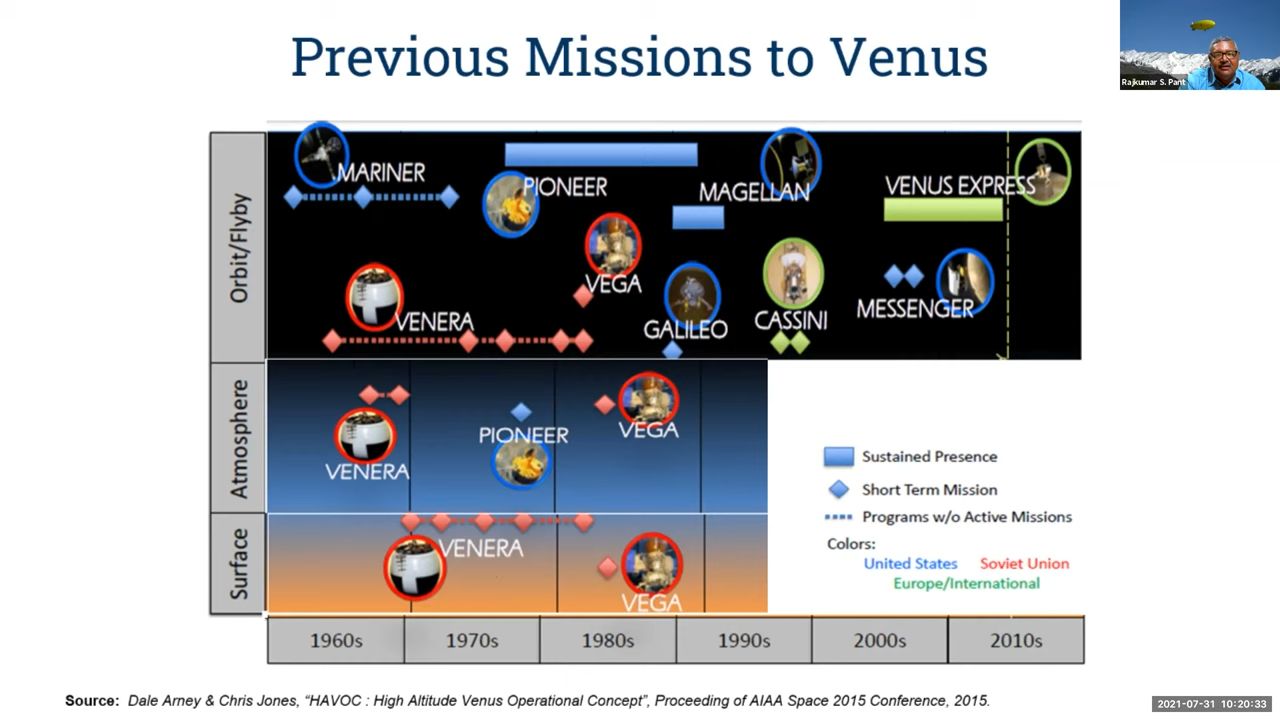 Previous Missions to Venus
Rajkumar S. Pant
Orbit/Flyby
MARINER
PIONEER
MAGELLAN
VENUS EXPRESS
VEGA
VENERA
GALILEO
CASSINI
MESSENGER
Atmosphere
VENERA
PIONEER
VEGA
Surface
VENERA
VEGA
Sustained Presence
Short Term Mission
Programs w/o Active Missions
Colors:
United States Soviet Union
Europe/International
1960s 1970s 1980s 1990s 2000s 2010s
Source: Dale Arney & Chris Jones, “HAVOC : High Altitude Venus Operational Concept”, Proceeding of AIAA Space 2015 Conference, 2015.
2021-07-31 10:20:33